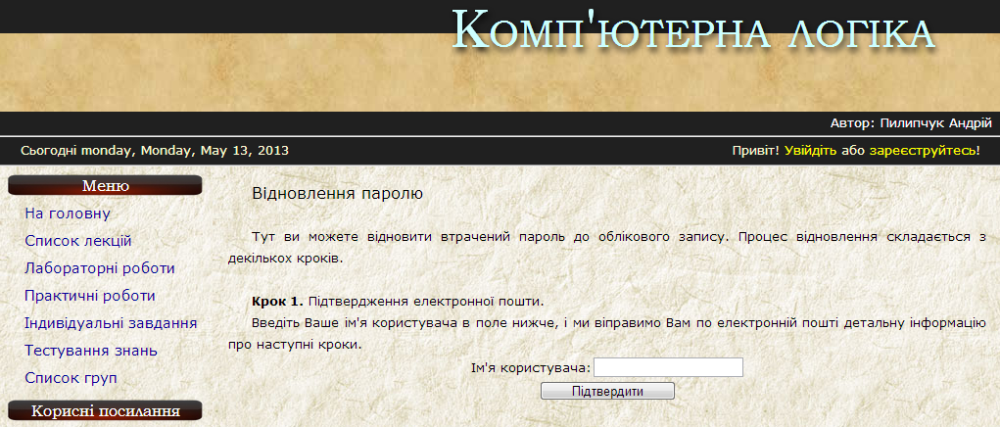 Комп'ютерна логіка
Автор: Пилипчук Андрій
Сьогодні monday, Monday, May 13, 2013
Привіт! Увійдіть або зареєструйтесь!
Меню
На головну
Список лекцій
Лабораторні роботи
Практичні роботи
Індивідуальні завдання
Тестування знань
Список груп
Корисні посилання
Відновлення паролю
Тут ви можете відновити втрачений пароль до облікового запису. Процес відновлення складається з
декількох кроків.
Крок 1. Підтвердження електронної пошти.
Введіть Ваше ім'я користувача в поле нижче, і ми віправимо Вам по електронній пошті детальну інформацію
про наступні кроки.
Ім'я користувача:
Підтвердити